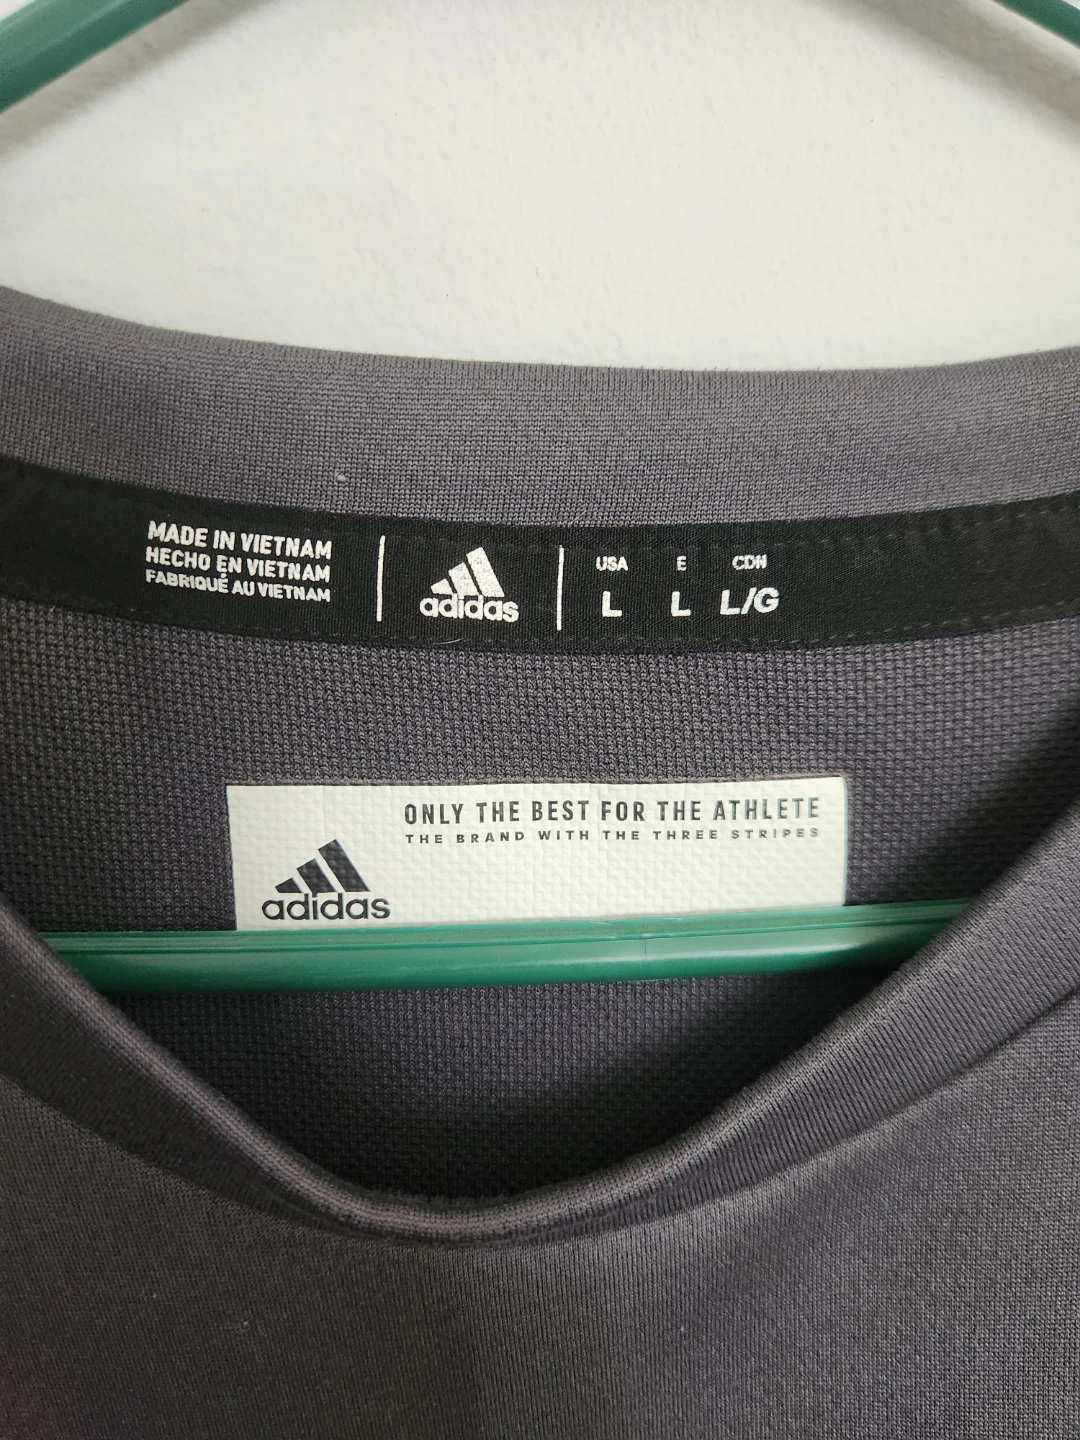 MADE IN VIETNAM
HECHO EN VIETNAM
FABRIQUÉ AU VIETNAM
adidas
USA E CDN
L L L/G
ONLY THE BEST FOR THE ATHLETE
THE BRAND WITH THE THREE STRIPES
adidas